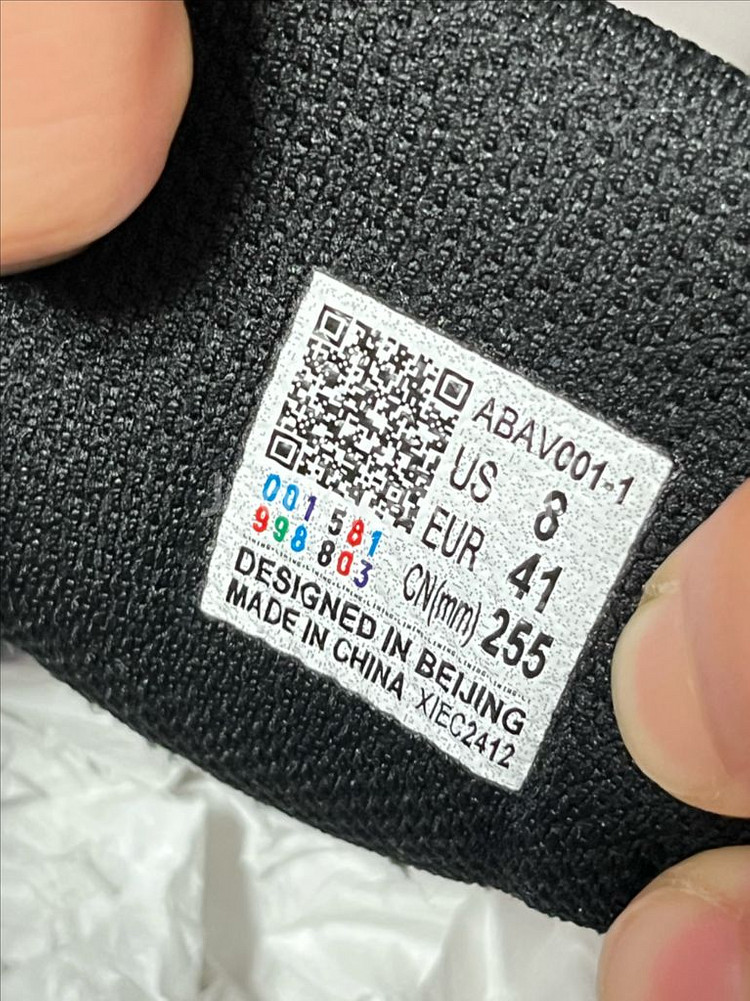 ABAV001-1
US 8
EUR 41
CN(mm) 255
001 581
998 803
DESIGNED IN BEIJING
MADE IN CHINA XIEC2412